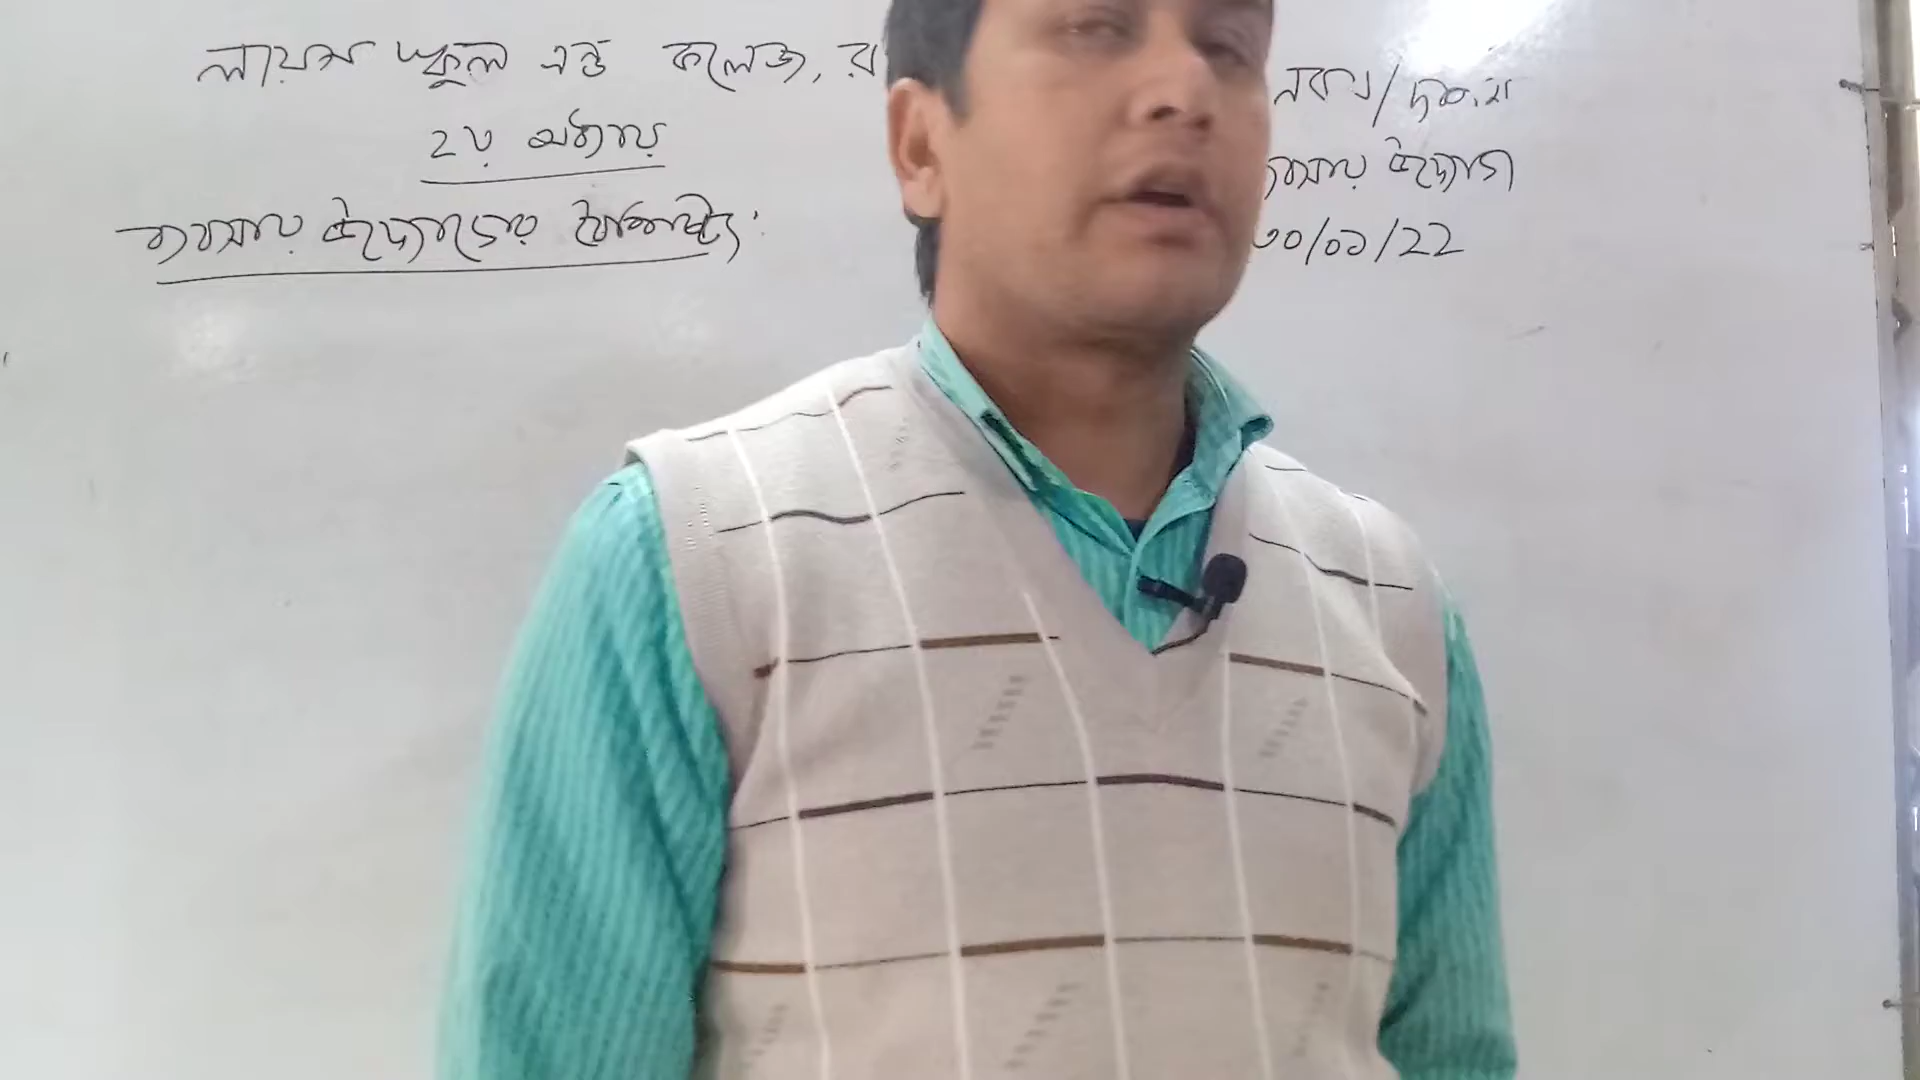 লায়ন্স স্কুল এন্ড কলেজ, র
২য় অধ্যায়
ব্যবসায় উদ্যোগের বৈশিষ্ট্য:
নবম/দশম
ব্যবসায় উদ্যোগ
৩০/০১/22